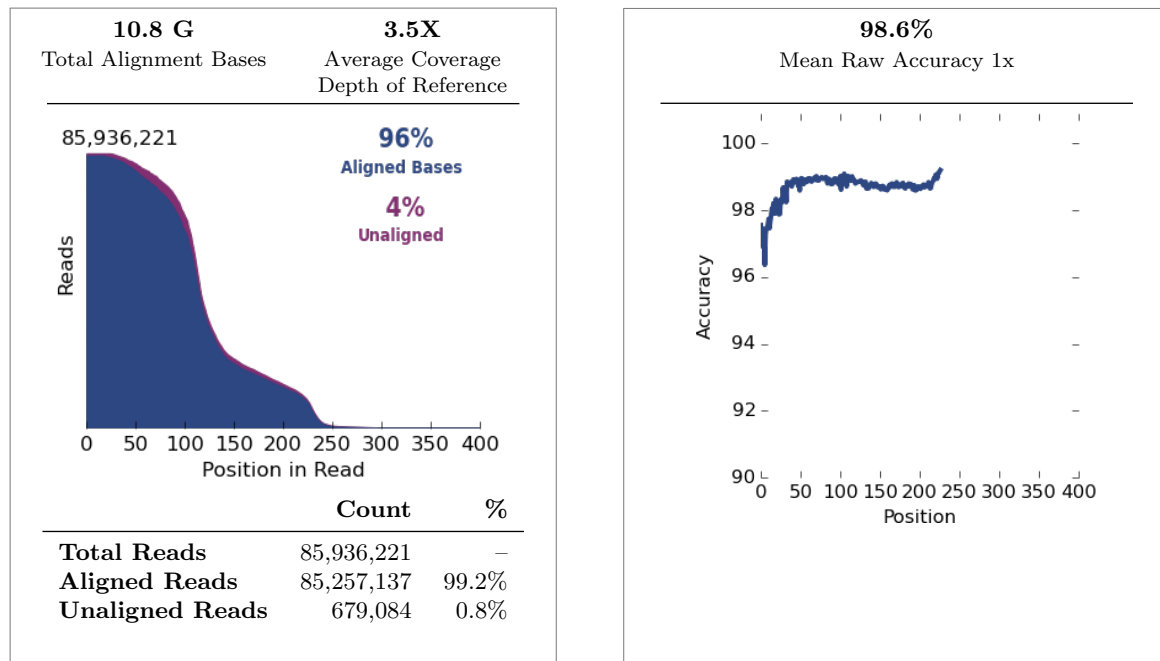 10.8 G
Total Alignment Bases
3.5X
Average Coverage
Depth of Reference
85,936,221
96%
Aligned Bases
4%
Unaligned
Reads
0 50 100 150 200 250 300 350 400
Position in Read
Count %
Total Reads 85,936,221 –
Aligned Reads 85,257,137 99.2%
Unaligned Reads 679,084 0.8%
98.6%
Mean Raw Accuracy 1x
100
98
96
94
92
90
Accuracy
0 50 100 150 200 250 300 350 400
Position